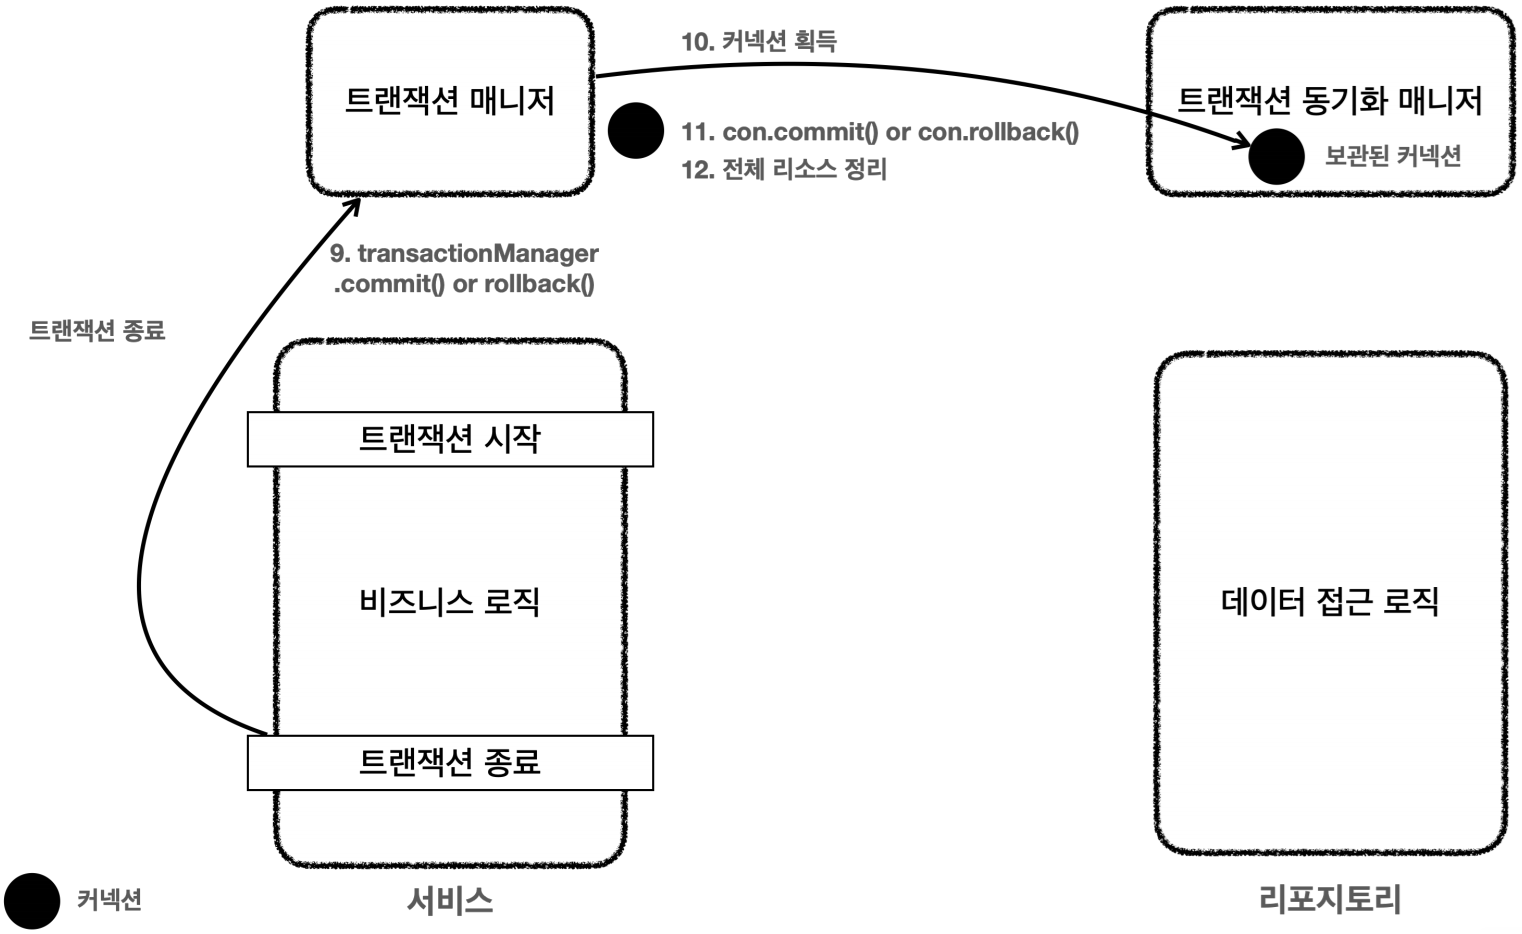 10. 커넥션 획득
트랜잭션 매니저
트랜잭션 동기화 매니저
11. con.commit() or con.rollback()
보관된 커넥션
12. 전체 리소스 정리
9. transactionManager
.commit() or rollback()
트랜잭션 종료
트랜잭션 시작
비즈니스 로직
데이터 접근 로직
트랜잭션 종료
커넥션
서비스
리포지토리